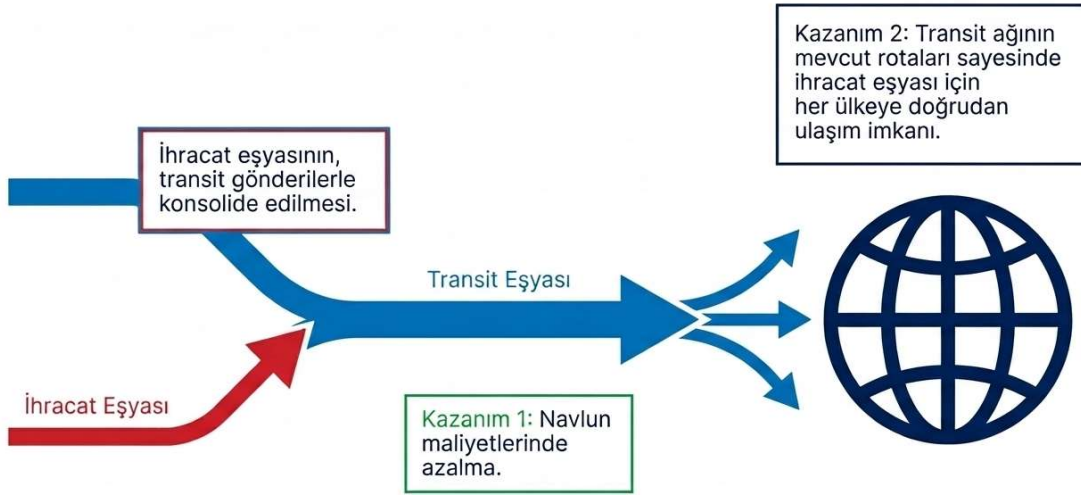 Kazanım 2: Transit ağının
mevcut rotaları sayesinde
ihracat eşyası için
her ülkeye doğrudan
ulaşım imkanı.
İhracat eşyasının,
transit gönderilerle
konsolide edilmesi.
Transit Eşyası
İhracat Eşyası
Kazanım 1: Navlun
maliyetlerinde
azalma.